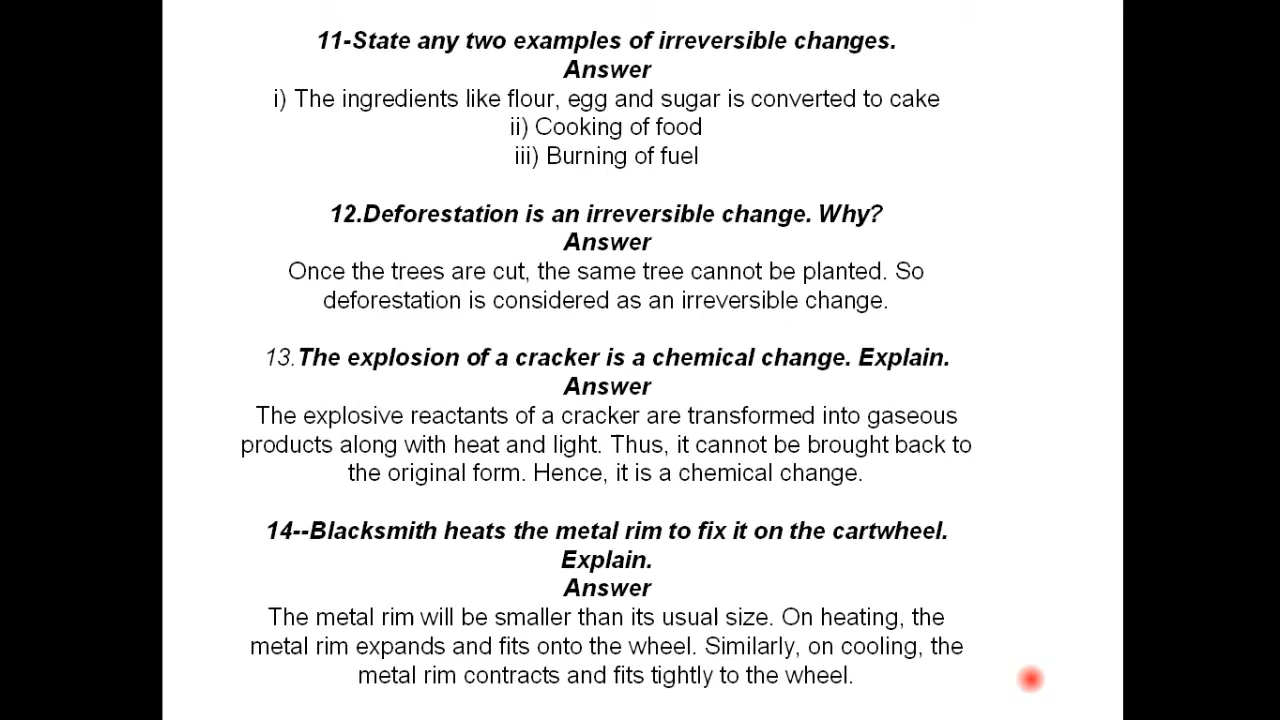 11-State any two examples of irreversible changes.
Answer
i) The ingredients like flour, egg and sugar is converted to cake
ii) Cooking of food
iii) Burning of fuel
12.Deforestation is an irreversible change. Why?
Answer
Once the trees are cut, the same tree cannot be planted. So
deforestation is considered as an irreversible change.
13.The explosion of a cracker is a chemical change. Explain.
Answer
The explosive reactants of a cracker are transformed into gaseous
products along with heat and light. Thus, it cannot be brought back to
the original form. Hence, it is a chemical change.
14--Blacksmith heats the metal rim to fix it on the cartwheel.
Explain.
Answer
The metal rim will be smaller than its usual size. On heating, the
metal rim expands and fits onto the wheel. Similarly, on cooling, the
metal rim contracts and fits tightly to the wheel.